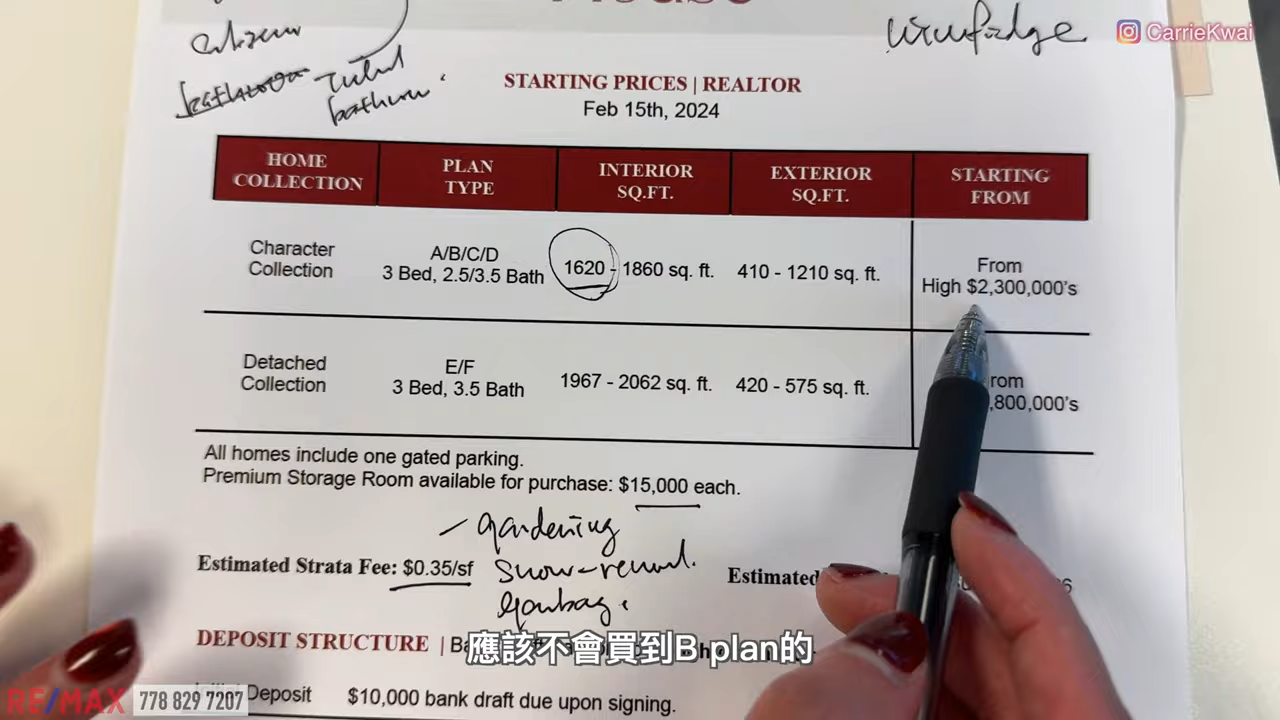 CarrieKwai
STARTING PRICES | REALTOR
Feb 15th, 2024
HOME COLLECTION
PLAN TYPE
INTERIOR SQ.FT.
EXTERIOR SQ.FT.
STARTING FROM
Character Collection
A/B/C/D
3 Bed, 2.5/3.5 Bath
1620 - 1860 sq. ft.
410 - 1210 sq. ft.
From
High $2,300,000's
Detached Collection
E/F
3 Bed, 3.5 Bath
1967 - 2062 sq. ft.
420 - 575 sq. ft.
,800,000's
All homes include one gated parking.
Premium Storage Room available for purchase: $15,000 each.
gardening
Estimated Strata Fee: $0.35/sf
Estimated
DEPOSIT STRUCTURE |
應該不會買到B plan的
Deposit
$10,000 bank draft due upon signing.
RE/MAX 778 829 7207